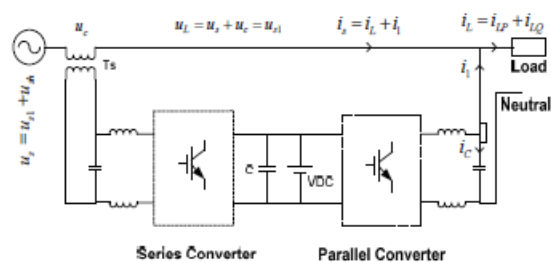 u_c
u_L = u_s + u_c = u_s1
i_s = i_L + i_1
i_L = i_LP + i_LQ
Ts
i_1
Load
Neutral
u_s = u_s1 + u_sh
i_C
C
VDC
Series Converter
Parallel Converter